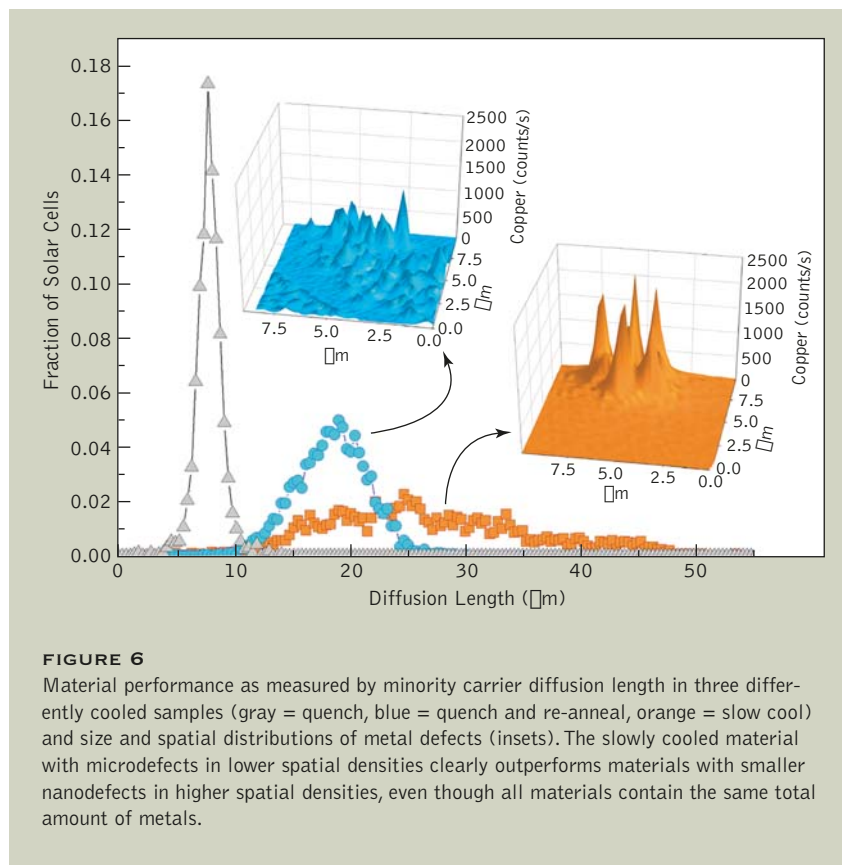 0.18
0.16
0.14
0.12
0.10
0.08
0.06
0.04
0.02
0.00
Fraction of Solar Cells
0
10
20
30
40
50
Diffusion Length (▯m)
2500
2000
1500
1000
500
0
Copper (counts/s)
7.5
5.0
2.5
0.0
▯m
7.5
5.0
2.5
0.0
▯m
2500
2000
1500
1000
500
0
Copper (counts/s)
7.5
5.0
2.5
0.0
▯m
7.5
5.0
2.5
0.0
▯m
FIGURE 6
Material performance as measured by minority carrier diffusion length in three differ-
ently cooled samples (gray = quench, blue = quench and re-anneal, orange = slow cool)
and size and spatial distributions of metal defects (insets). The slowly cooled material
with microdefects in lower spatial densities clearly outperforms materials with smaller
nanodefects in higher spatial densities, even though all materials contain the same total
amount of metals.